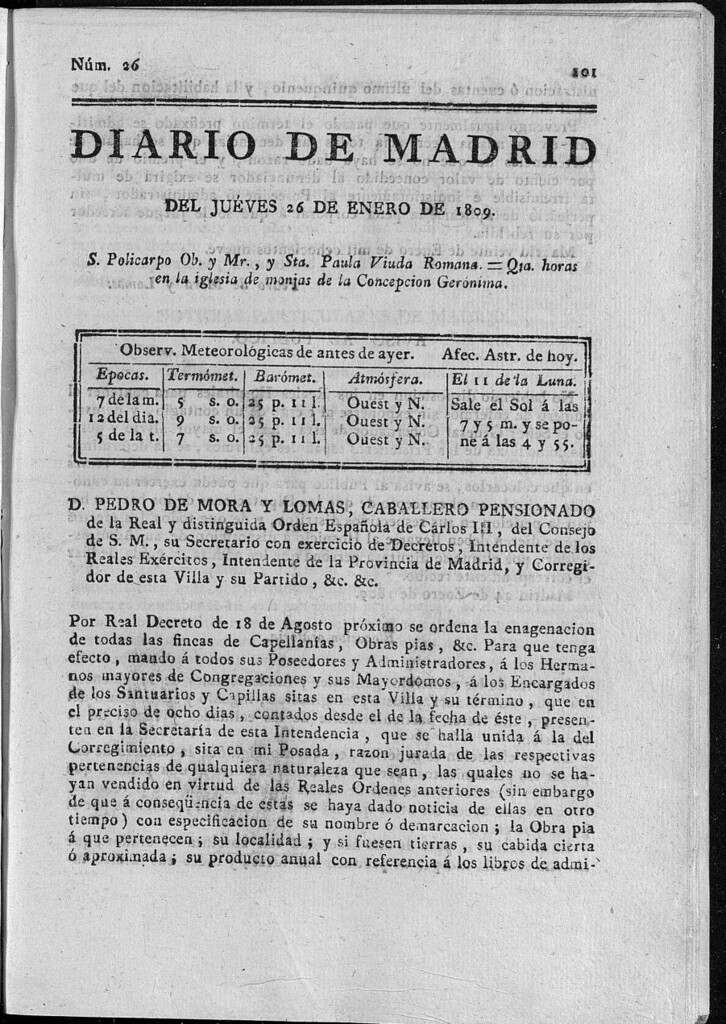 Núm. 26
101
DIARIO DE MADRID
DEL JUÉVES 26 DE ENERO DE 1809.
S. Policarpo Ob. y Mr., y Sta. Paula Viuda Romana. = Qta. horas
en la iglesia de monjas de la Concepcion Gerónima.
Observ. Meteorológicas de antes de ayer. Afec. Astr. de hoy.
Epocas. Termómet. Barómet. Atmósfera. El 11 de la Luna.
7 de la m. 5 s. o. 25 p. 11 l. Ouest y N. Sale el Sol á las
12 del dia. 9 s. o. 25 p. 11 l. Ouest y N. 7 y 5 m. y se po-
5 de la t. 7 s. o. 25 p. 11 l. Ouest y N. ne á las 4 y 55.
D. PEDRO DE MORA Y LOMAS, CABALLERO PENSIONADO
de la Real y distinguida Orden Española de Cárlos III, del Consejo
de S. M., su Secretario con exercicio de Decretos, Intendente de los
Reales Exércitos, Intendente de la Provincia de Madrid, y Corregi-
dor de esta Villa y su Partido, &c. &c.
Por Real Decreto de 18 de Agosto próximo se ordena la enagenacion
de todas las fincas de Capellanías, Obras pias, &c. Para que tenga
efecto, mando á todos sus Poseedores y Administradores, á los Herma-
nos mayores de Congregaciones y sus Mayordomos, á los Encargados
de los Santuarios y Capillas sitas en esta Villa y su término, que en
el preciso de ocho dias, contados desde el de la fecha de éste, presen-
ten en la Secretaría de esta Intendencia, que se halla unida á la del
Corregimiento, sita en mi Posada, razon jurada de las respectivas
pertenencias de qualquiera naturaleza que sean, las quales no se ha-
yan vendido en virtud de las Reales Ordenes anteriores (sin embargo
de que á conseqüencia de estas se haya dado noticia de ellas en otro
tiempo) con especificacion de su nombre ó demarcacion; la Obra pia
á que pertenecen; su localidad; y si fuesen tierras, su cabida cierta
ó aproximada; su producto anual con referencia á los libros de admi-